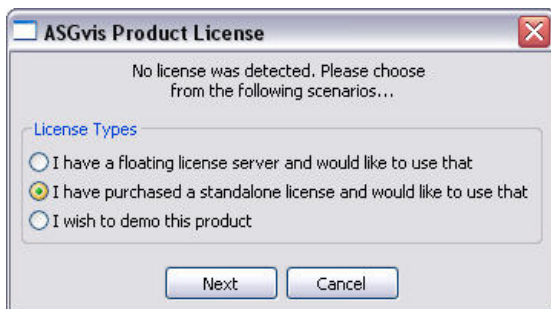 ASGvis Product License
No license was detected. Please choose
from the following scenarios...
License Types
I have a floating license server and would like to use that
I have purchased a standalone license and would like to use that
I wish to demo this product
Next
Cancel